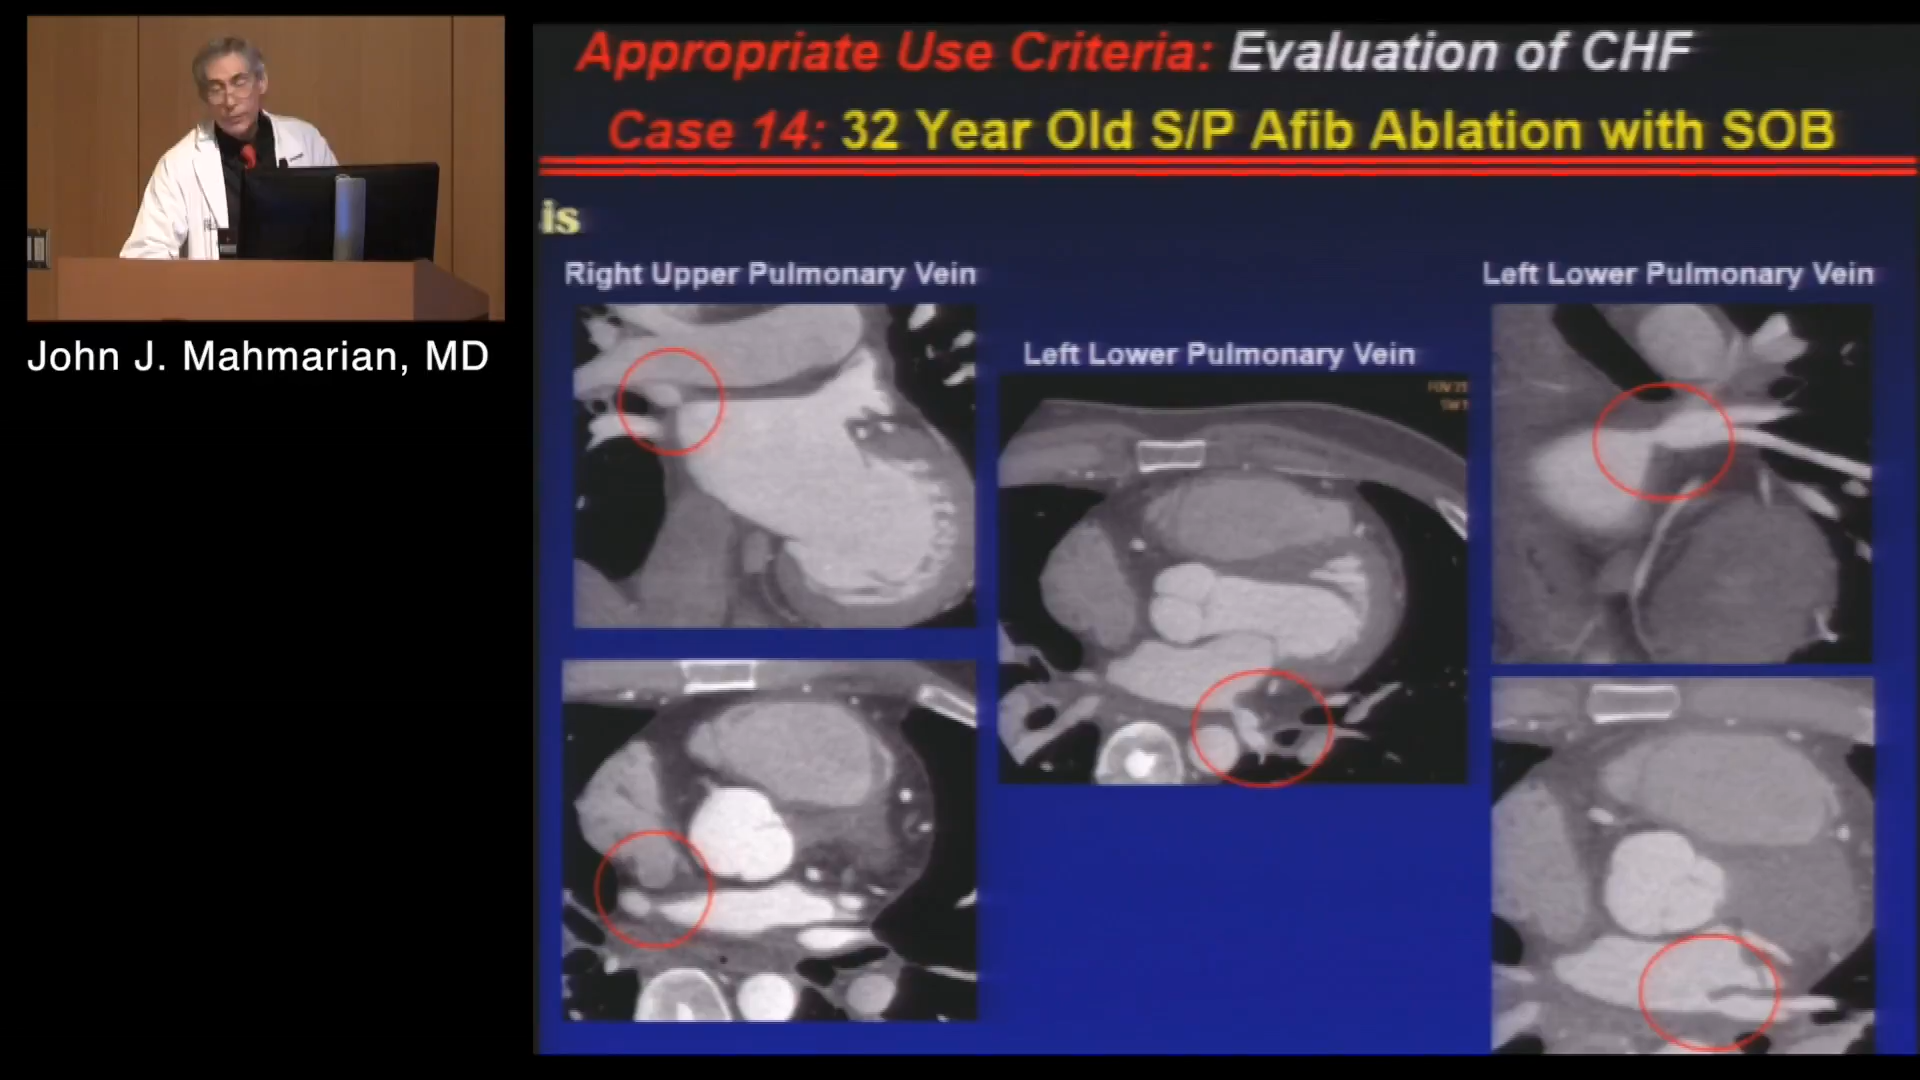 Appropriate Use Criteria: Evaluation of CHF
Case 14: 32 Year Old S/P Afib Ablation with SOB
is
Right Upper Pulmonary Vein
Left Lower Pulmonary Vein
Left Lower Pulmonary Vein
John J. Mahmarian, MD